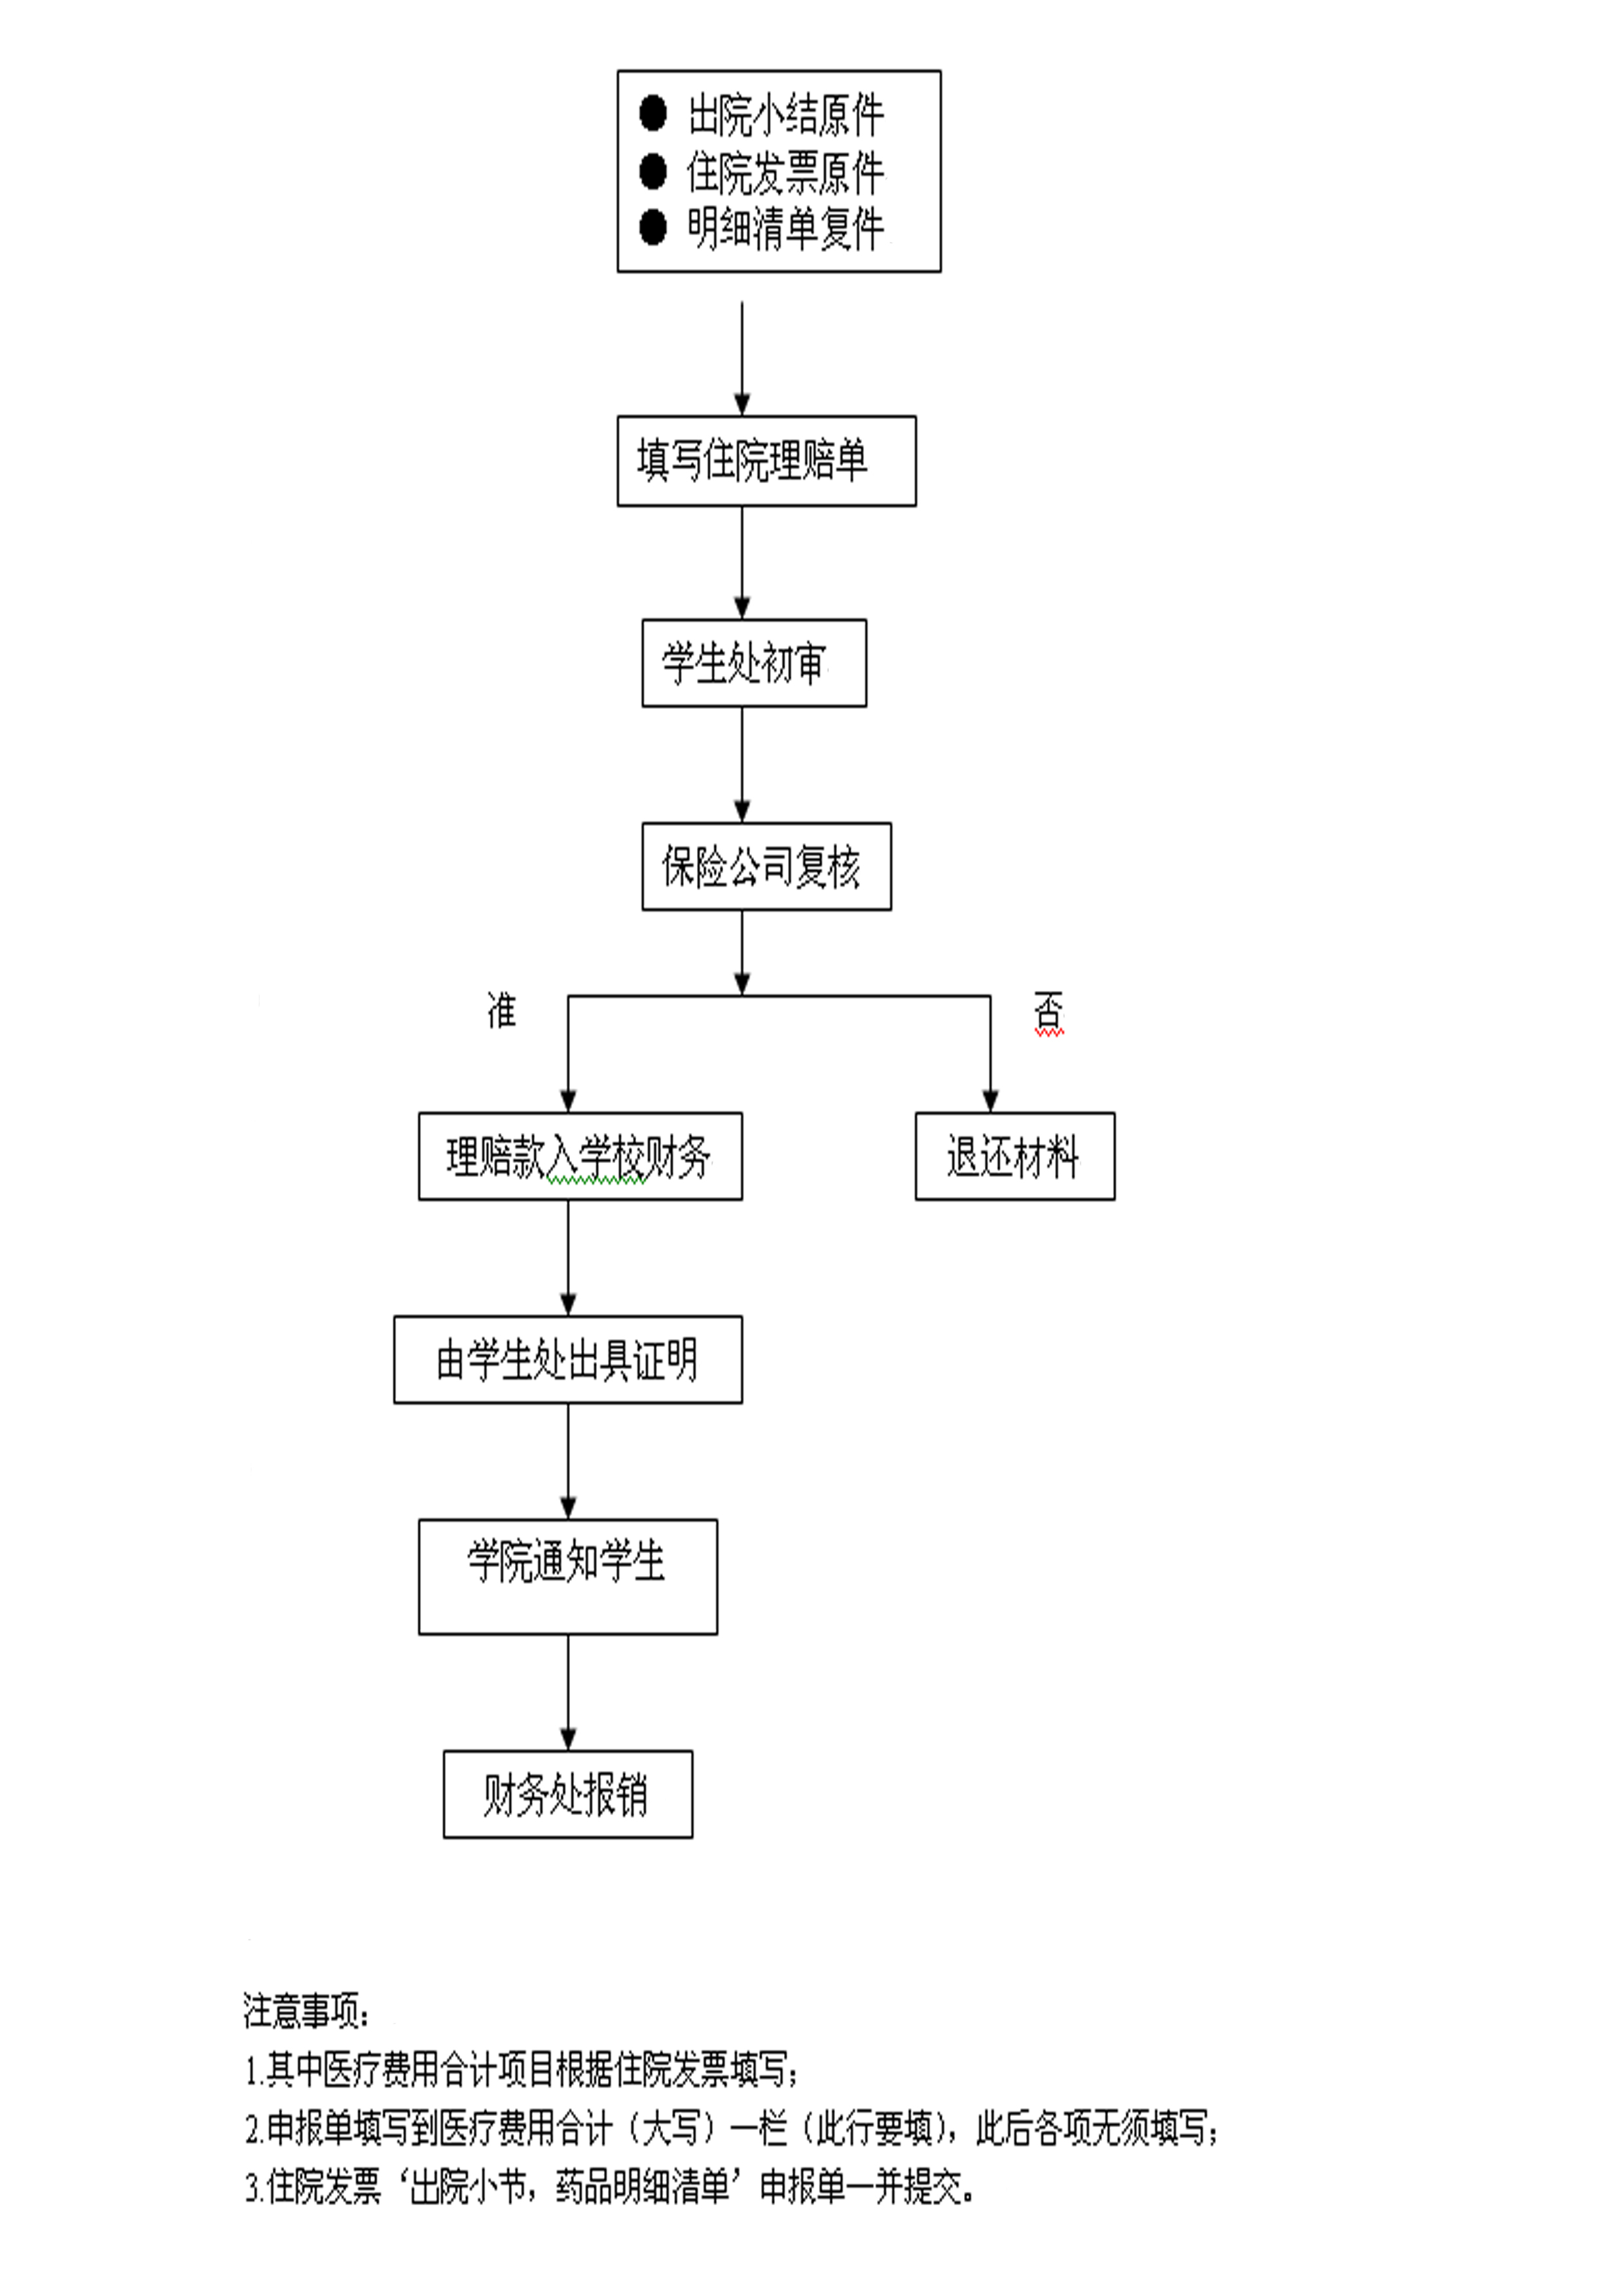 ● 出院小结原件
● 住院发票原件
● 明细清单复件
填写住院理赔单
学生处初审
保险公司复核
准
否
理赔款入学校财务
退还材料
由学生处出具证明
学院通知学生
财务处报销
注意事项：
1.其中医疗费用合计项目根据住院发票填写；
2.申报单填写到医疗费用合计（大写）一栏（此行要填），此后各项无须填写；
3.住院发票‘出院小节，药品明细清单’申报单一并提交。